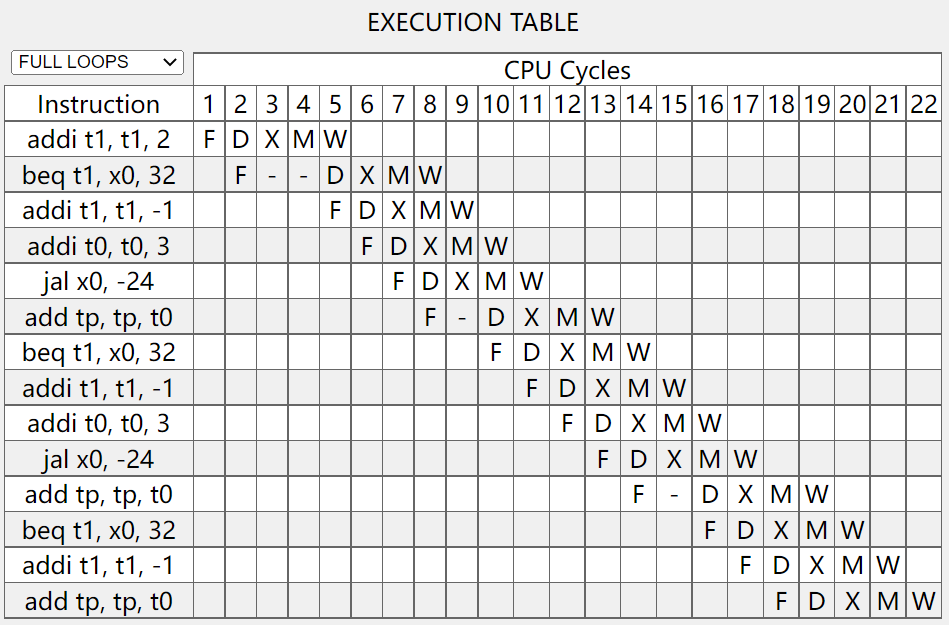 EXECUTION TABLE
FULL LOOPS
CPU Cycles
Instruction 1 2 3 4 5 6 7 8 9 10 11 12 13 14 15 16 17 18 19 20 21 22
addi t1, t1, 2 F D X M W
beq t1, x0, 32 F - - D X M W
addi t1, t1, -1 F D X M W
addi t0, t0, 3 F D X M W
jal x0, -24 F D X M W
add tp, tp, t0 F - D X M W
beq t1, x0, 32 F D X M W
addi t1, t1, -1 F D X M W
addi t0, t0, 3 F D X M W
jal x0, -24 F D X M W
add tp, tp, t0 F - D X M W
beq t1, x0, 32 F D X M W
addi t1, t1, -1 F D X M W
add tp, tp, t0 F D X M W